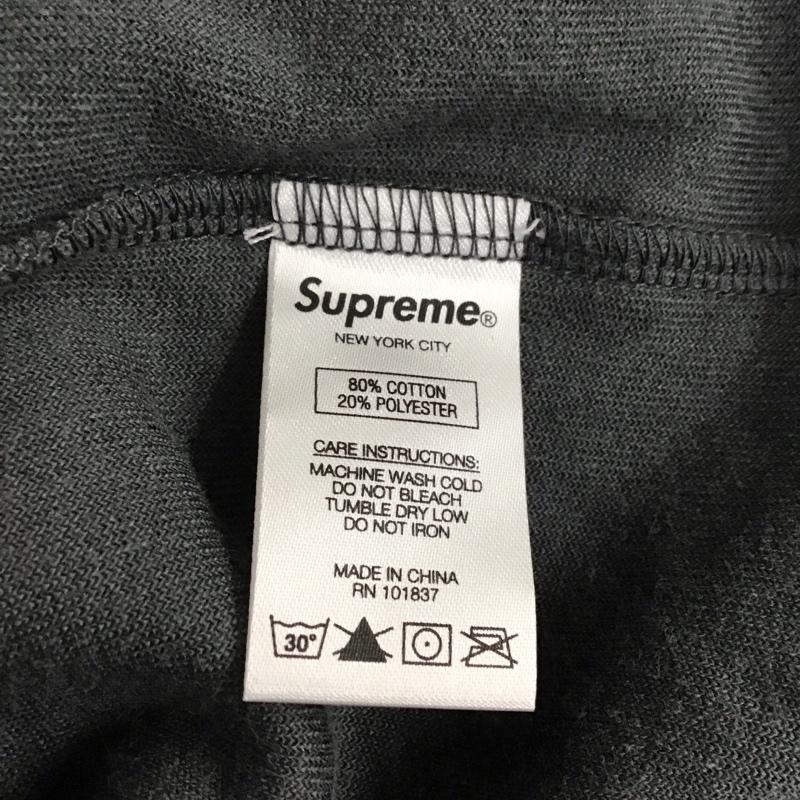 Supreme®
NEW YORK CITY
80% COTTON
20% POLYESTER
CARE INSTRUCTIONS:
MACHINE WASH COLD
DO NOT BLEACH
TUMBLE DRY LOW
DO NOT IRON
MADE IN CHINA
RN 101837
30°